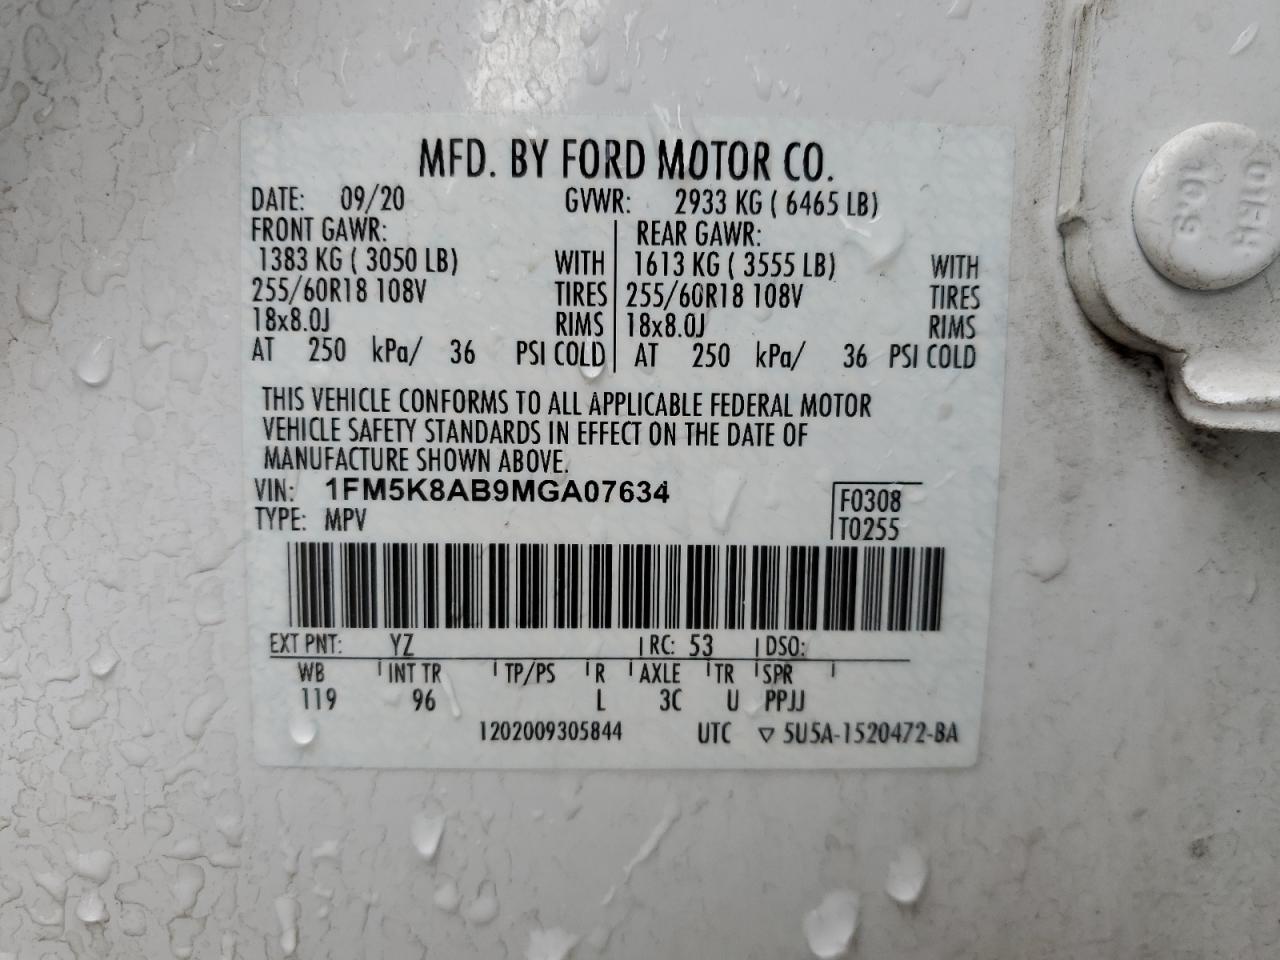 MFD. BY FORD MOTOR CO.
DATE: 09/20 GVWR: 2933 KG ( 6465 LB)
FRONT GAWR: REAR GAWR:
1383 KG ( 3050 LB) WITH 1613 KG ( 3555 LB) WITH
255/60R18 108V TIRES 255/60R18 108V TIRES
18x8.0J RIMS 18x8.0J RIMS
AT 250 kPa/ 36 PSI COLD AT 250 kPa/ 36 PSI COLD
THIS VEHICLE CONFORMS TO ALL APPLICABLE FEDERAL MOTOR
VEHICLE SAFETY STANDARDS IN EFFECT ON THE DATE OF
MANUFACTURE SHOWN ABOVE.
VIN: 1FM5K8AB9MGA07634 F0308
TYPE: MPV T0255
EXT PNT: YZ RC: 53 DSO:
WB INT TR TP/PS R AXLE TR SPR
119 96 L 3C U PPJJ
1202009305844 UTC ▽ 5U5A-1520472-BA
10.9